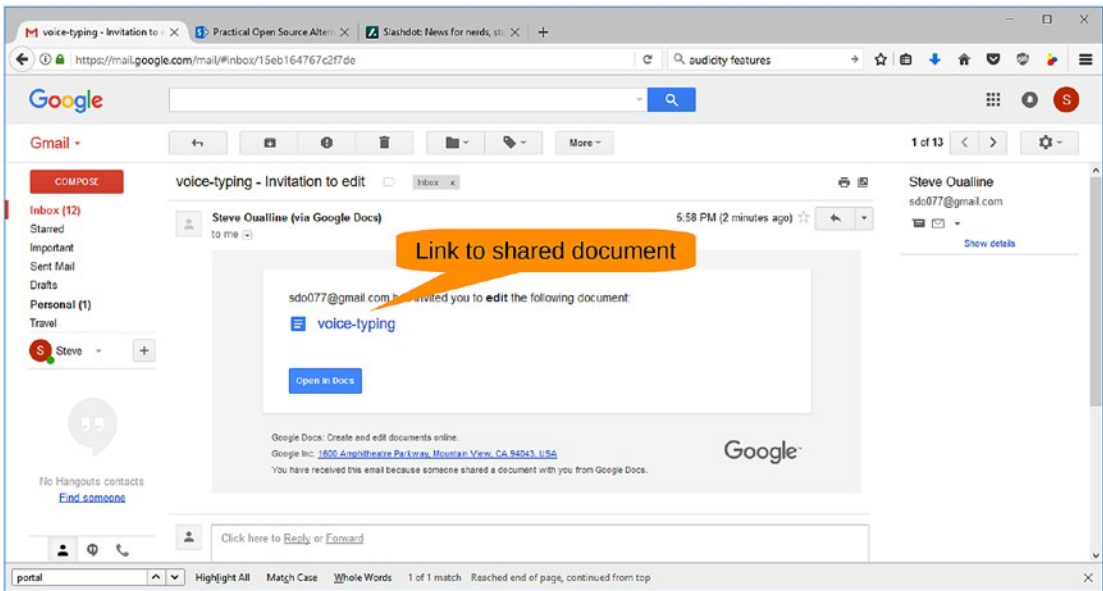 voice-typing - Invitation to e
Practical Open Source Altern
Slashdot: News for nerds, stu
https://mail.google.com/mail/#inbox/15eb164767c2f7de
audicity features
Google
S
Gmail
More
1 of 13
COMPOSE
voice-typing - Invitation to edit
Inbox x
Steve Oualline
sdo077@gmail.com
Show details
Inbox (12)
Starred
Important
Sent Mail
Drafts
Personal (1)
Travel
S Steve
+
Steve Oualline (via Google Docs)
5:58 PM (2 minutes ago)
to me
Link to shared document
sdo077@gmail.com invited you to edit the following document:
voice-typing
Open in Docs
Google Docs: Create and edit documents online.
Google Inc. 1600 Amphitheatre Parkway, Mountain View, CA 94043, USA
You have received this email because someone shared a document with you from Google Docs.
Google
No Hangouts contacts
Find someone
Click here to Reply or Forward
portal
Highlight All
Match Case
Whole Words
1 of 1 match
Reached end of page, continued from top